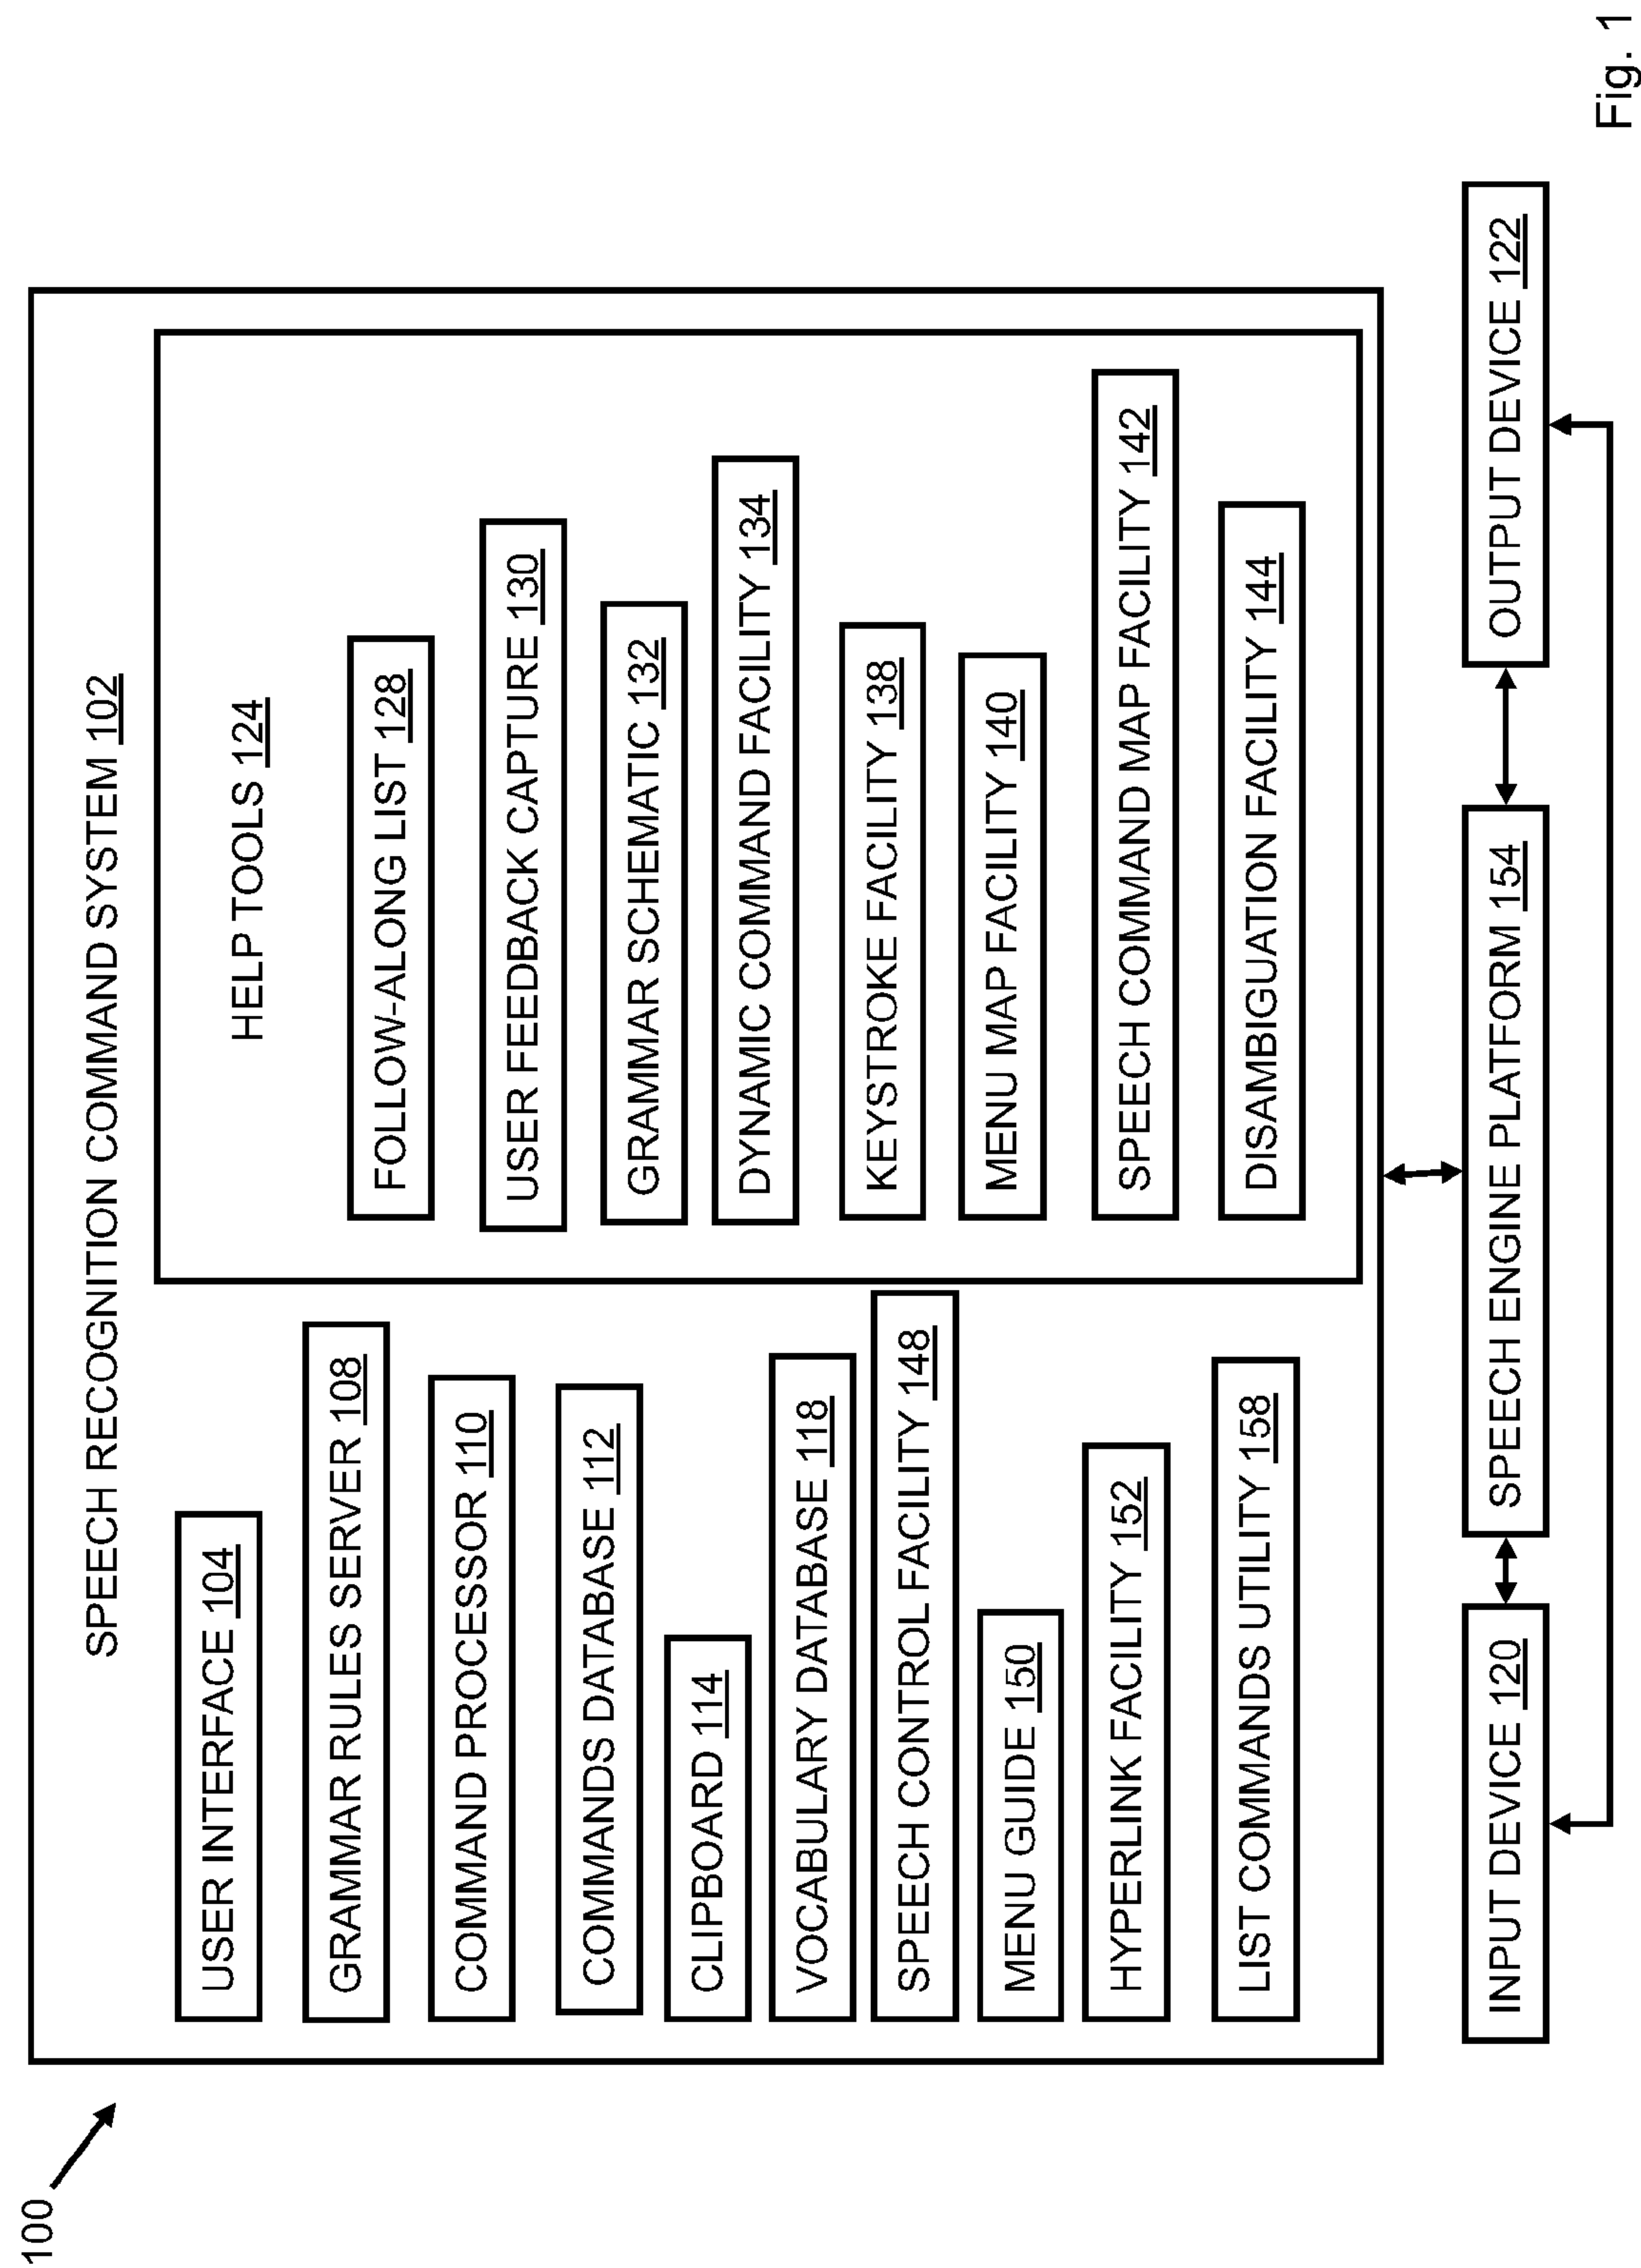 100
SPEECH RECOGNITION COMMAND SYSTEM 102
USER INTERFACE 104
GRAMMAR RULES SERVER 108
COMMAND PROCESSOR 110
COMMANDS DATABASE 112
CLIPBOARD 114
VOCABULARY DATABASE 118
SPEECH CONTROL FACILITY 148
MENU GUIDE 150
HYPERLINK FACILITY 152
LIST COMMANDS UTILITY 158
HELP TOOLS 124
FOLLOW-ALONG LIST 128
USER FEEDBACK CAPTURE 130
GRAMMAR SCHEMATIC 132
DYNAMIC COMMAND FACILITY 134
KEYSTROKE FACILITY 138
MENU MAP FACILITY 140
SPEECH COMMAND MAP FACILITY 142
DISAMBIGUATION FACILITY 144
INPUT DEVICE 120
SPEECH ENGINE PLATFORM 154
OUTPUT DEVICE 122
Fig. 1